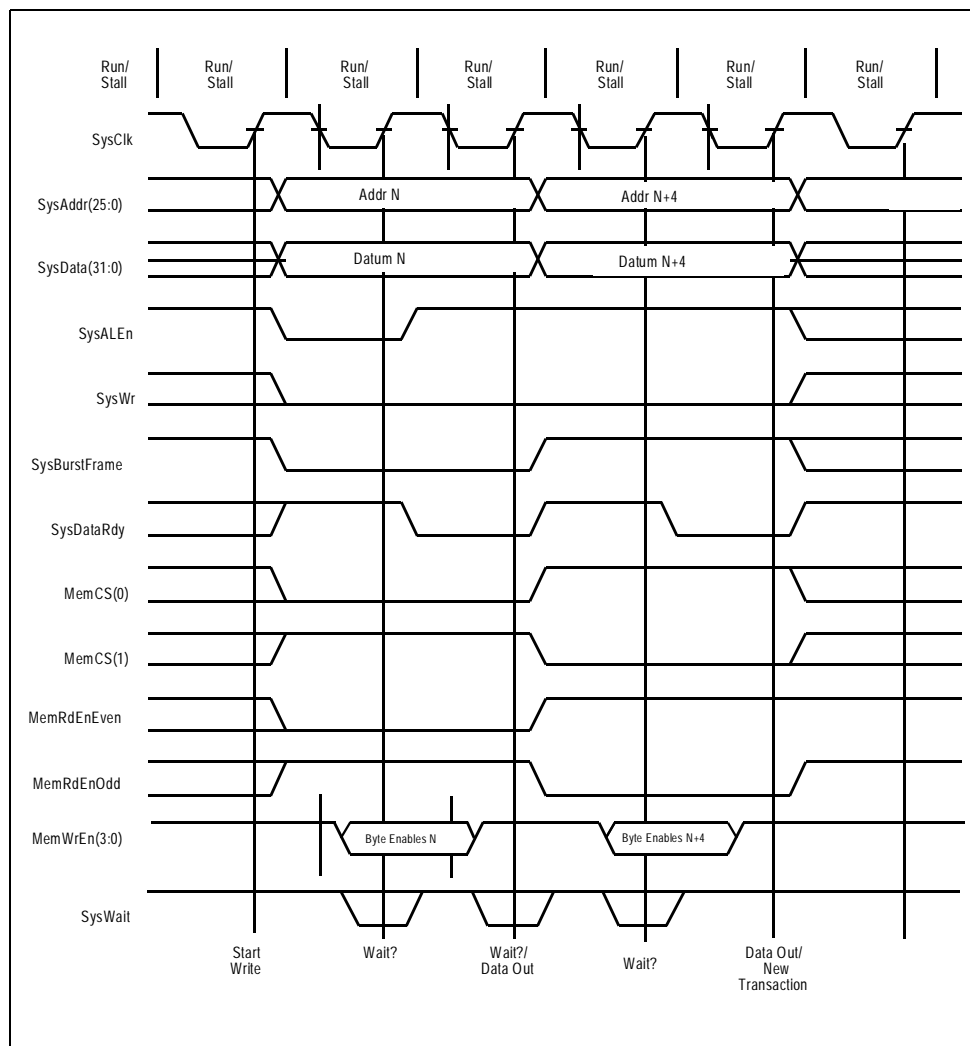 Run/ Run/ Run/ Run/ Run/ Run/ Run/
Stall Stall Stall Stall Stall Stall Stall
SysClk
SysAddr(25:0) Addr N Addr N+4
SysData(31:0) Datum N Datum N+4
SysALEn
SysWr
SysBurstFrame
SysDataRdy
MemCS(0)
MemCS(1)
MemRdEnEven
MemRdEnOdd
MemWrEn(3:0) Byte Enables N Byte Enables N+4
SysWait
Start Wait? Wait?/ Wait? Data Out/
Write Data Out New
Transaction